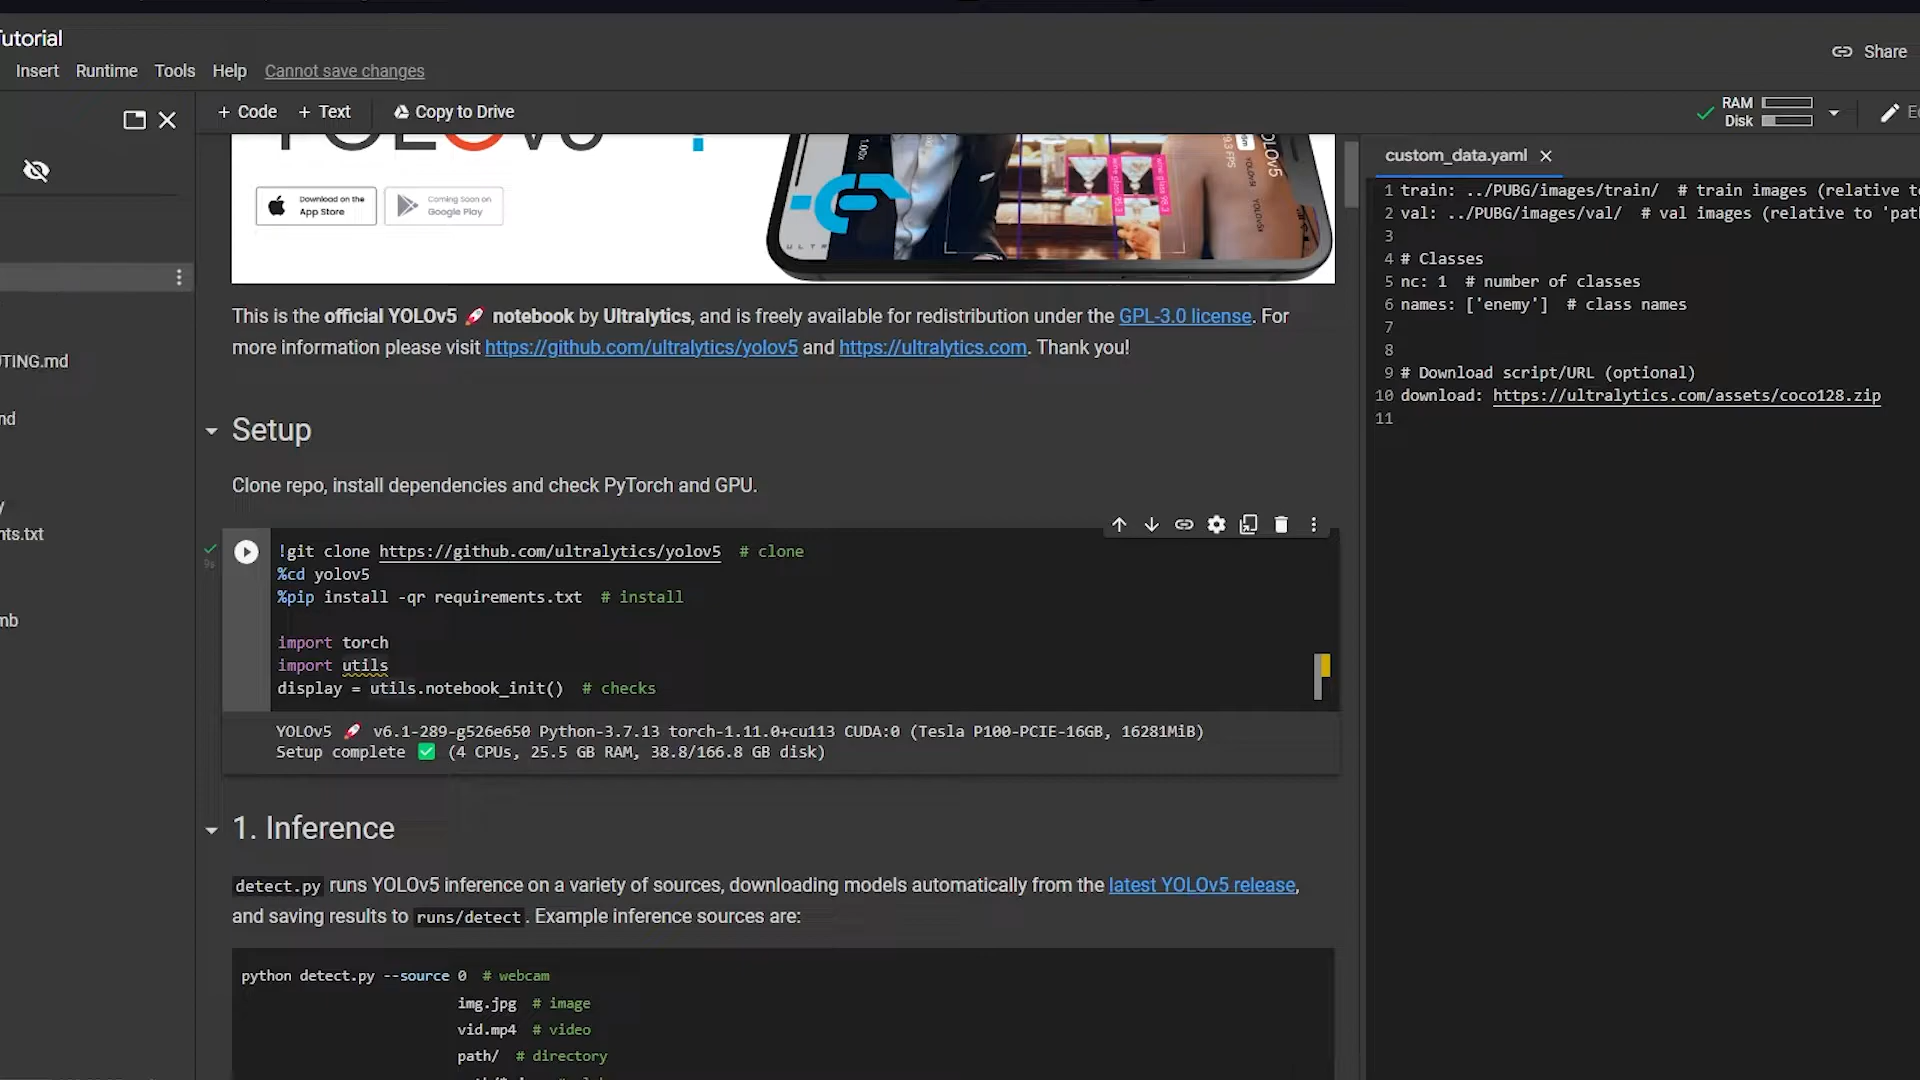 Tutorial
Insert Runtime Tools Help Cannot save changes
Share
+ Code + Text Copy to Drive
RAM
Disk
custom_data.yaml
YOLOv5
Download on the
App Store
Coming Soon on
Google Play
1 train: ../PUBG/images/train/ # train images (relative to
2 val: ../PUBG/images/val/ # val images (relative to 'path
3
4 # Classes
5 nc: 1 # number of classes
6 names: ['enemy'] # class names
7
8
9 # Download script/URL (optional)
10 download: https://ultralytics.com/assets/coco128.zip
11
This is the official YOLOv5 🚀 notebook by Ultralytics, and is freely available for redistribution under the GPL-3.0 license. For
more information please visit https://github.com/ultralytics/yolov5 and https://ultralytics.com. Thank you!
TING.md
nd
y
nts.txt
mb
Setup
Clone repo, install dependencies and check PyTorch and GPU.
9s
!git clone https://github.com/ultralytics/yolov5 # clone
%cd yolov5
%pip install -qr requirements.txt # install
import torch
import utils
display = utils.notebook_init() # checks
YOLOv5 🚀 v6.1-289-g526e650 Python-3.7.13 torch-1.11.0+cu113 CUDA:0 (Tesla P100-PCIE-16GB, 16281MiB)
Setup complete ✅ (4 CPUs, 25.5 GB RAM, 38.8/166.8 GB disk)
1. Inference
detect.py runs YOLOv5 inference on a variety of sources, downloading models automatically from the latest YOLOv5 release,
and saving results to runs/detect. Example inference sources are:
python detect.py --source 0 # webcam
img.jpg # image
vid.mp4 # video
path/ # directory